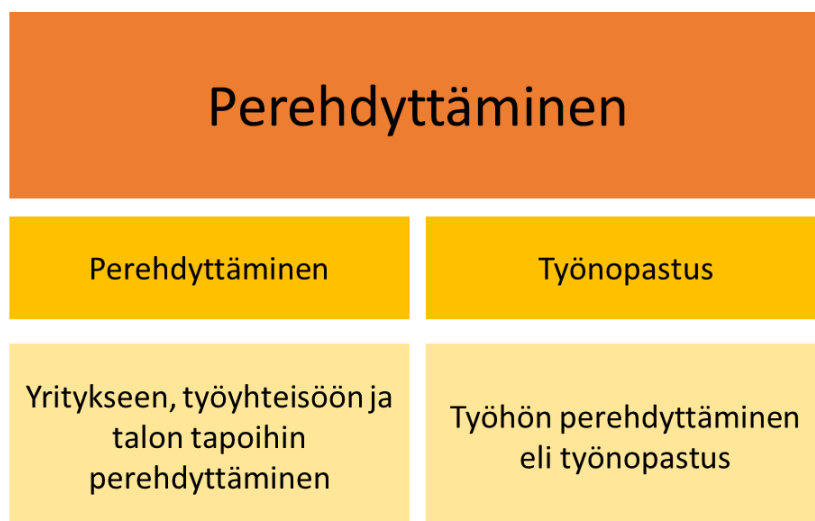 Perehdyttäminen
Perehdyttäminen
Työnopastus
Yritykseen, työyhteisöön ja
talon tapoihin
perehdyttäminen
Työhön perehdyttäminen
eli työnopastus